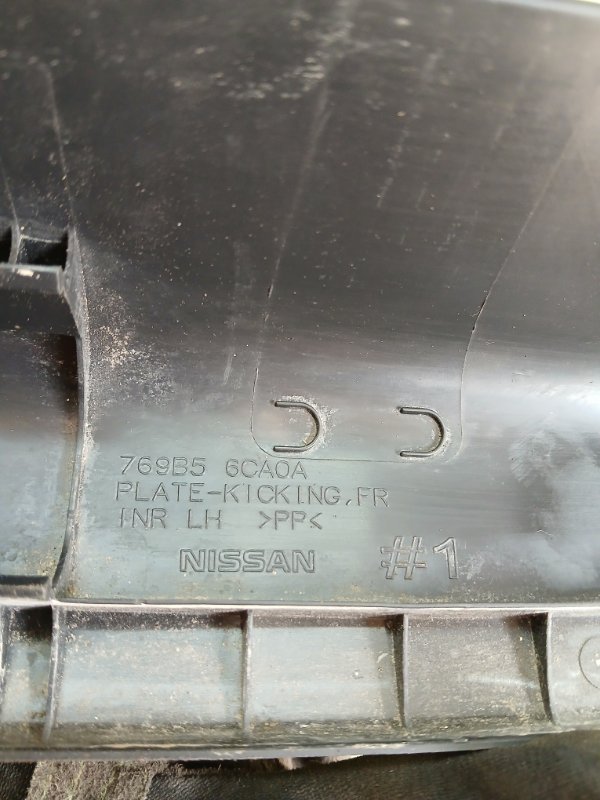 769B5 6CA0A
PLATE-KICKING,FR
INR LH >PP<
NISSAN #1